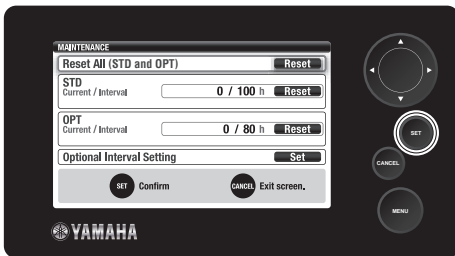 MAINTENANCE
Reset All (STD and OPT) Reset
STD
Current / Interval 0 / 100 h Reset
OPT
Current / Interval 0 / 80 h Reset
Optional Interval Setting Set
SET Confirm CANCEL Exit screen.
SET
CANCEL
MENU
YAMAHA